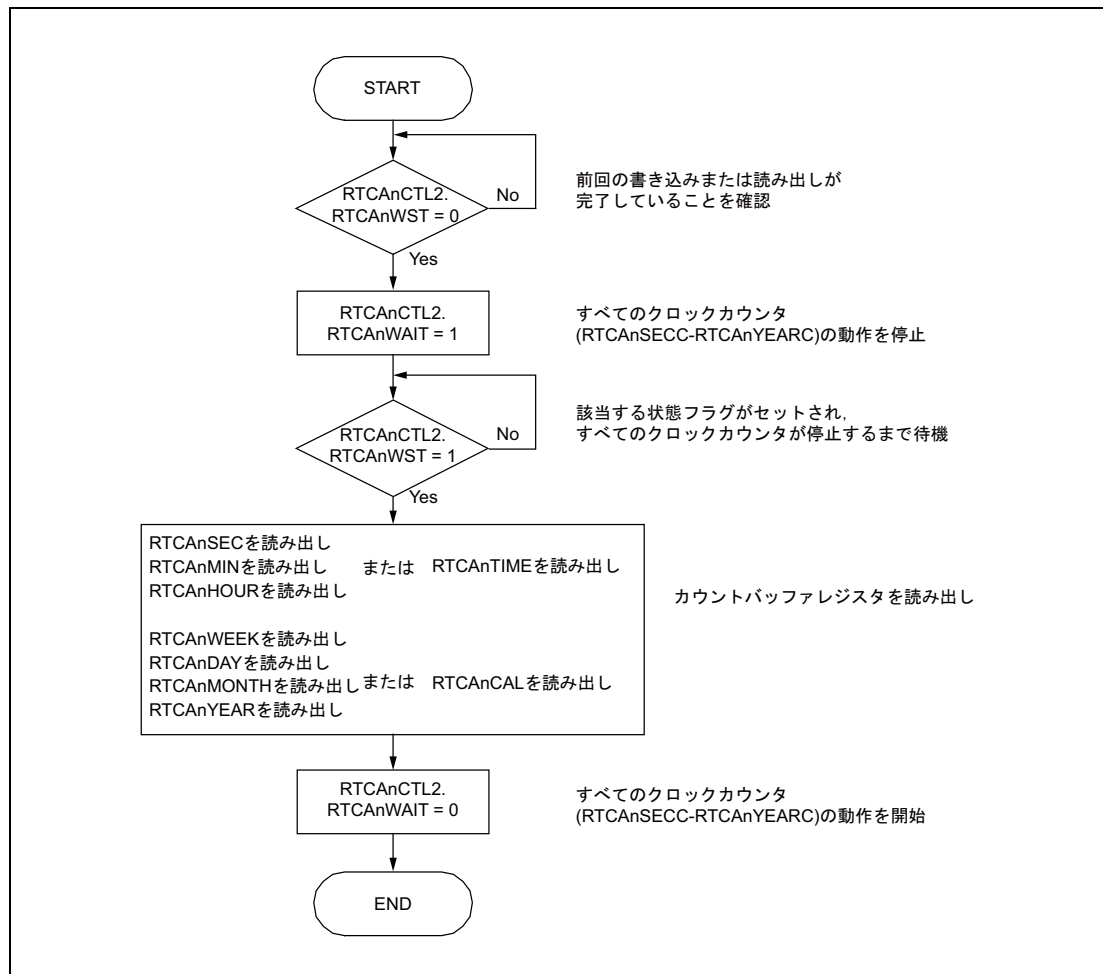 START
RTCAnCTL2.
RTCAnWST = 0
No
前回の書き込みまたは読み出しが
完了していることを確認
Yes
RTCAnCTL2.
RTCAnWAIT = 1
すべてのクロックカウンタ
(RTCAnSECC-RTCAnYEARC)の動作を停止
RTCAnCTL2.
RTCAnWST = 1
No
該当する状態フラグがセットされ,
すべてのクロックカウンタが停止するまで待機
Yes
RTCAnSECを読み出し
RTCAnMINを読み出し または RTCAnTIMEを読み出し
RTCAnHOURを読み出し
カウントバッファレジスタを読み出し
RTCAnWEEKを読み出し
RTCAnDAYを読み出し
RTCAnMONTHを読み出し または RTCAnCALを読み出し
RTCAnYEARを読み出し
RTCAnCTL2.
RTCAnWAIT = 0
すべてのクロックカウンタ
(RTCAnSECC-RTCAnYEARC)の動作を開始
END